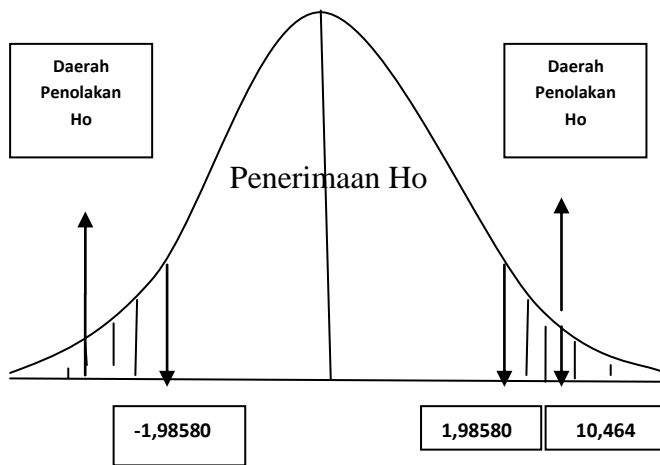 Daerah
Penolakan
Ho
Daerah
Penolakan
Ho
Penerimaan Ho
-1,98580
1,98580
10,464